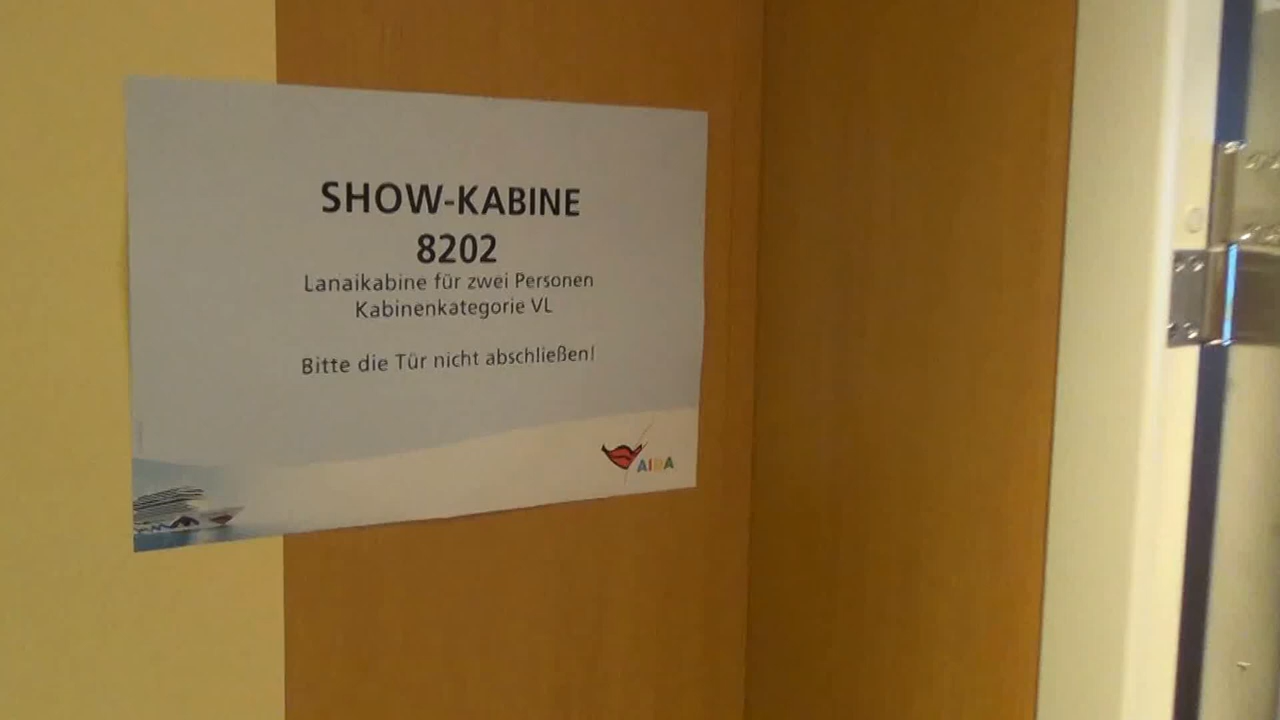 SHOW-KABINE
8202
Lanaikabine für zwei Personen
Kabinenkategorie VL
Bitte die Tür nicht abschließen!
AIDA